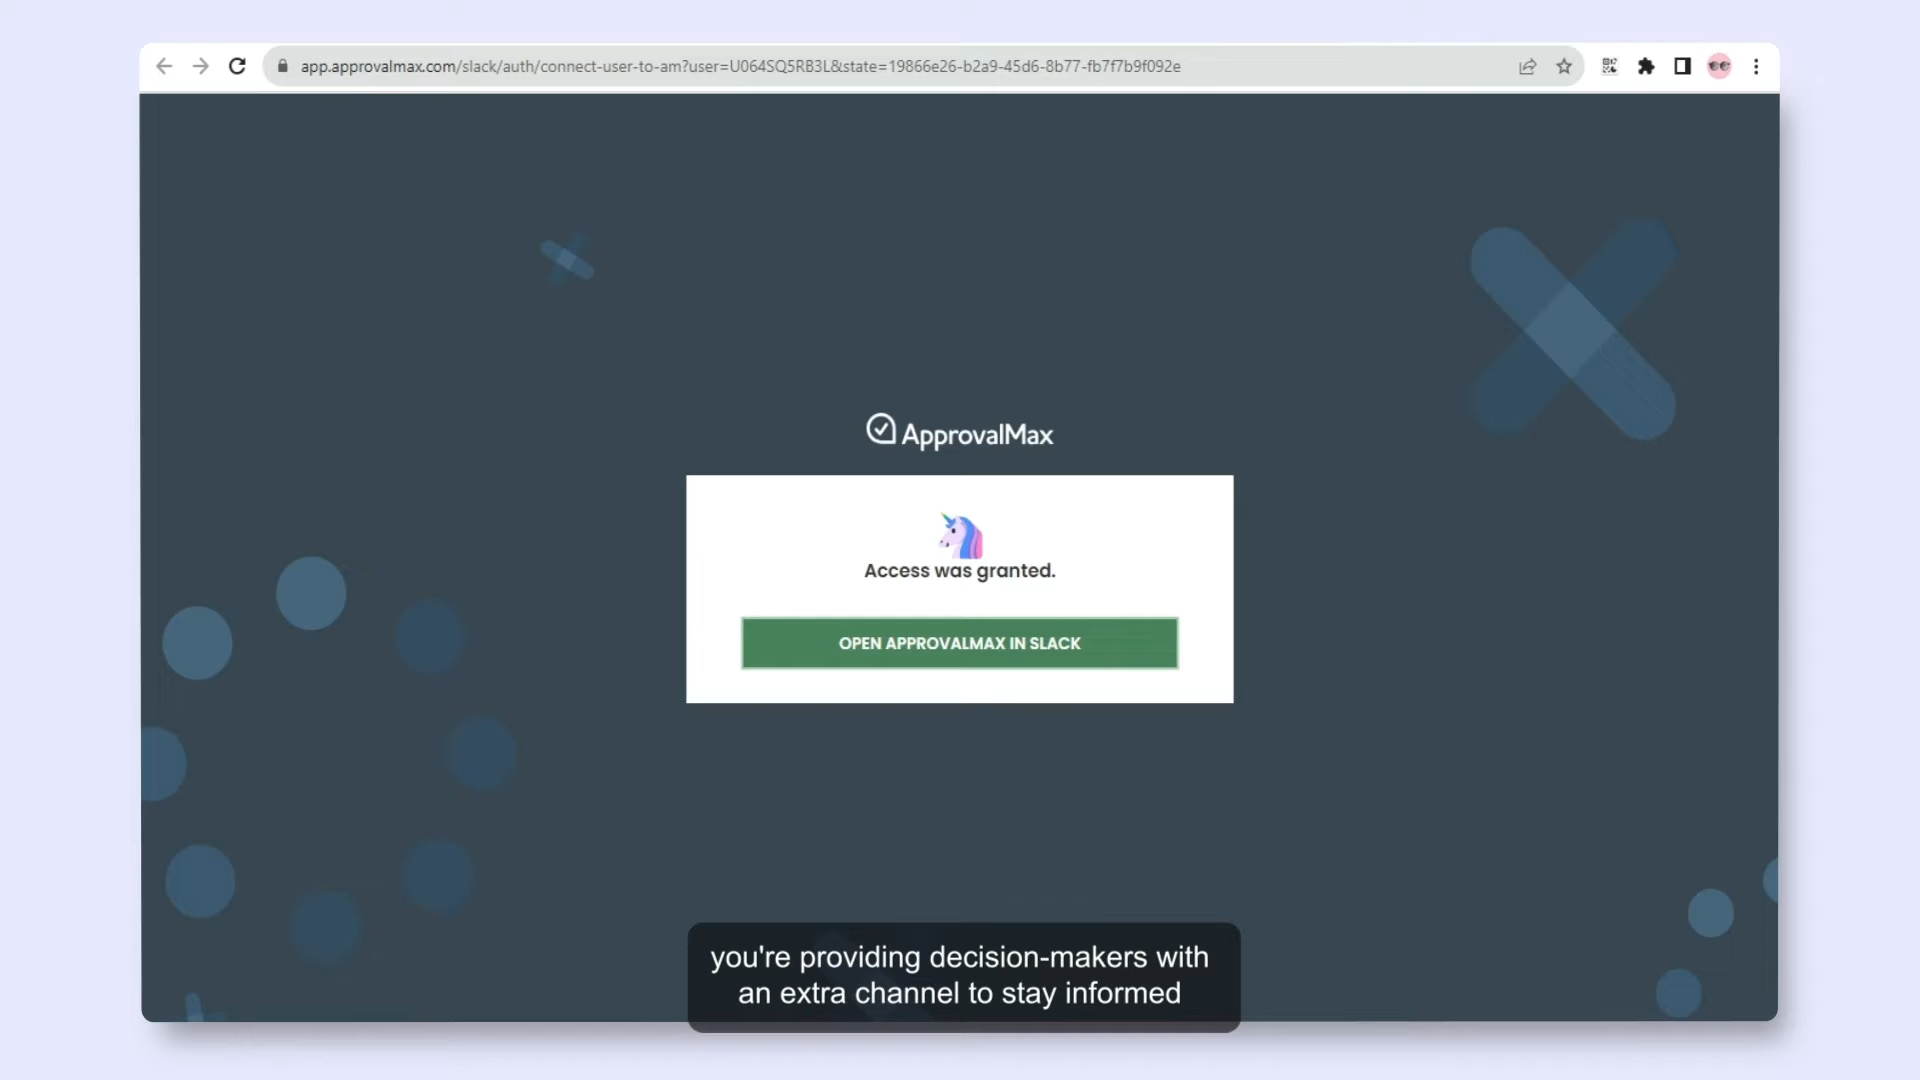 app.approvalmax.com/slack/auth/connect-user-to-am?user=U064SQ5RB3L&state=19866e26-b2a9-45d6-8b77-fb7f7b9f092e
ApprovalMax
Access was granted.
OPEN APPROVALMAX IN SLACK
you're providing decision-makers with
an extra channel to stay informed